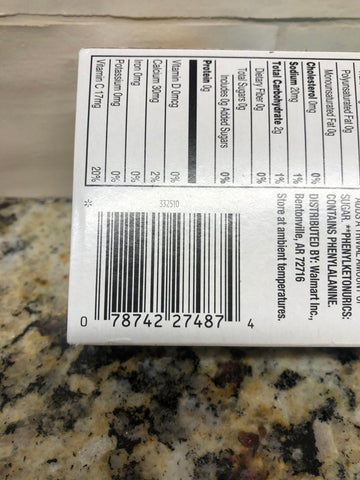 Polyunsaturated Fat 0g
Monounsaturated Fat 0g
Cholesterol 0mg 0%
Sodium 20mg 1%
Total Carbohydrate 2g 1%
Dietary Fiber 0g 0%
Total Sugars 0g
Includes 0g Added Sugars 0%
Protein 0g
Vitamin D 0mcg 0%
Calcium 30mg 2%
Iron 0mg 0%
Potassium 0mg 0%
Vitamin C 17mg 20%
SUGAR. **PHENYLKETONURICS:
CONTAINS PHENYLALANINE.
DISTRIBUTED BY: Walmart Inc.,
Bentonville, AR 72716
Store at ambient temperatures.
332510
0 78742 27487 4